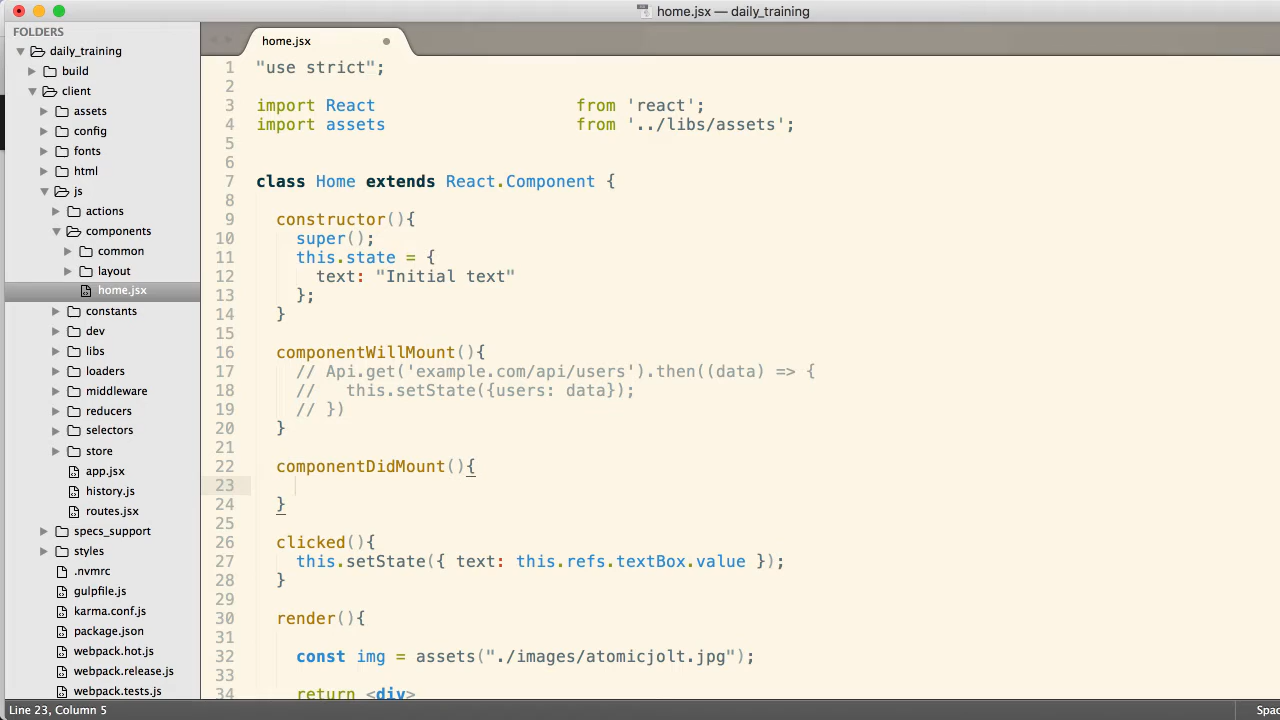 home.jsx — daily_training
FOLDERS
daily_training
build
client
assets
config
fonts
html
js
actions
components
common
layout
home.jsx
constants
dev
libs
loaders
middleware
reducers
selectors
store
app.jsx
history.js
routes.jsx
specs_support
styles
.nvmrc
gulpfile.js
karma.conf.js
package.json
webpack.hot.js
webpack.release.js
webpack.tests.js
home.jsx
1 "use strict";
2
3 import React from 'react';
4 import assets from '../libs/assets';
5
6
7 class Home extends React.Component {
8
9 constructor(){
10 super();
11 this.state = {
12 text: "Initial text"
13 };
14 }
15
16 componentWillMount(){
17 // Api.get('example.com/api/users').then((data) => {
18 //   this.setState({users: data});
19 // })
20 }
21
22 componentDidMount(){
23
24 }
25
26 clicked(){
27 this.setState({ text: this.refs.textBox.value });
28 }
29
30 render(){
31
32 const img = assets("./images/atomicjolt.jpg");
33
34 return <div>
Line 23, Column 5
Spac